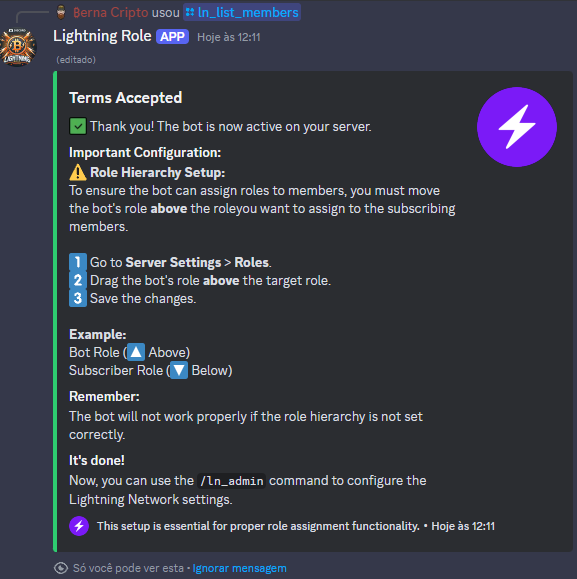 Berna Cripto usou ln_list_members
Lightning Role APP Hoje às 12:11
(editado)
LIGHTNING
Terms Accepted
✅ Thank you! The bot is now active on your server.
Important Configuration:
⚠️ Role Hierarchy Setup:
To ensure the bot can assign roles to members, you must move
the bot's role above the roleyou want to assign to the subscribing
members.
1 Go to Server Settings > Roles.
2 Drag the bot's role above the target role.
3 Save the changes.
Example:
Bot Role (🔼 Above)
Subscriber Role (🔽 Below)
Remember:
The bot will not work properly if the role hierarchy is not set
correctly.
It's done!
Now, you can use the /ln_admin command to configure the
Lightning Network settings.
This setup is essential for proper role assignment functionality. • Hoje às 12:11
Só você pode ver esta • Ignorar mensagem